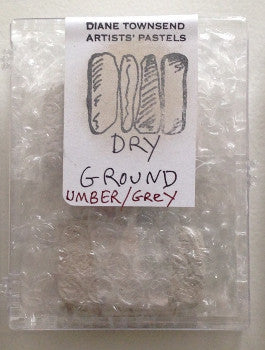 DIANE TOWNSEND
ARTISTS' PASTELS
DRY
GROUND
UMBER/GREY